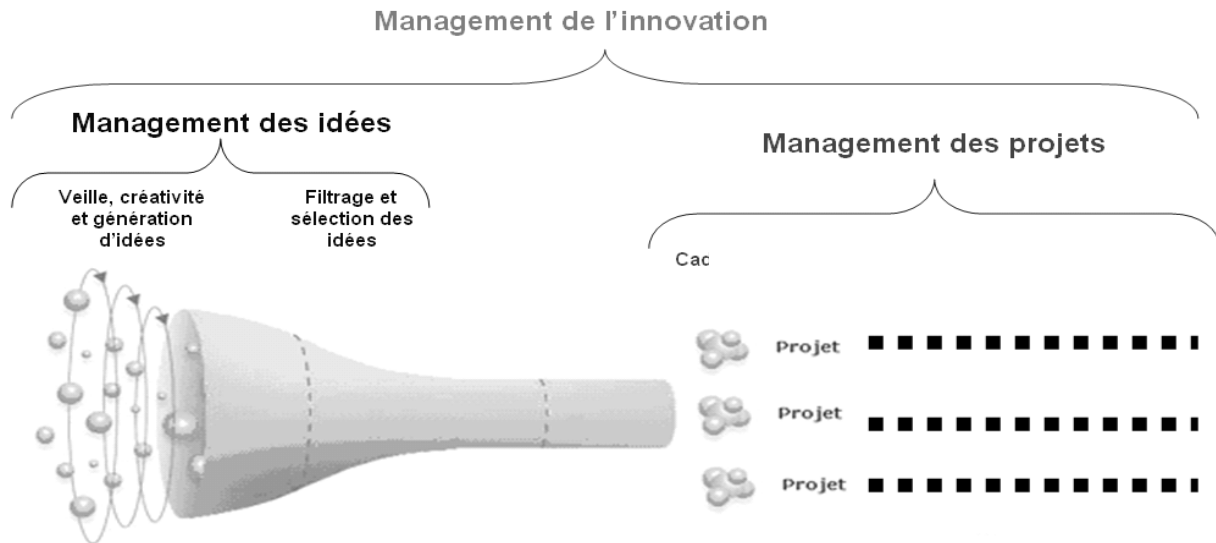 Management de l'innovation
Management des idées
Management des projets
Veille, créativité
et génération
d'idées
Filtrage et
sélection des
idées
Cad
Projet
Projet
Projet